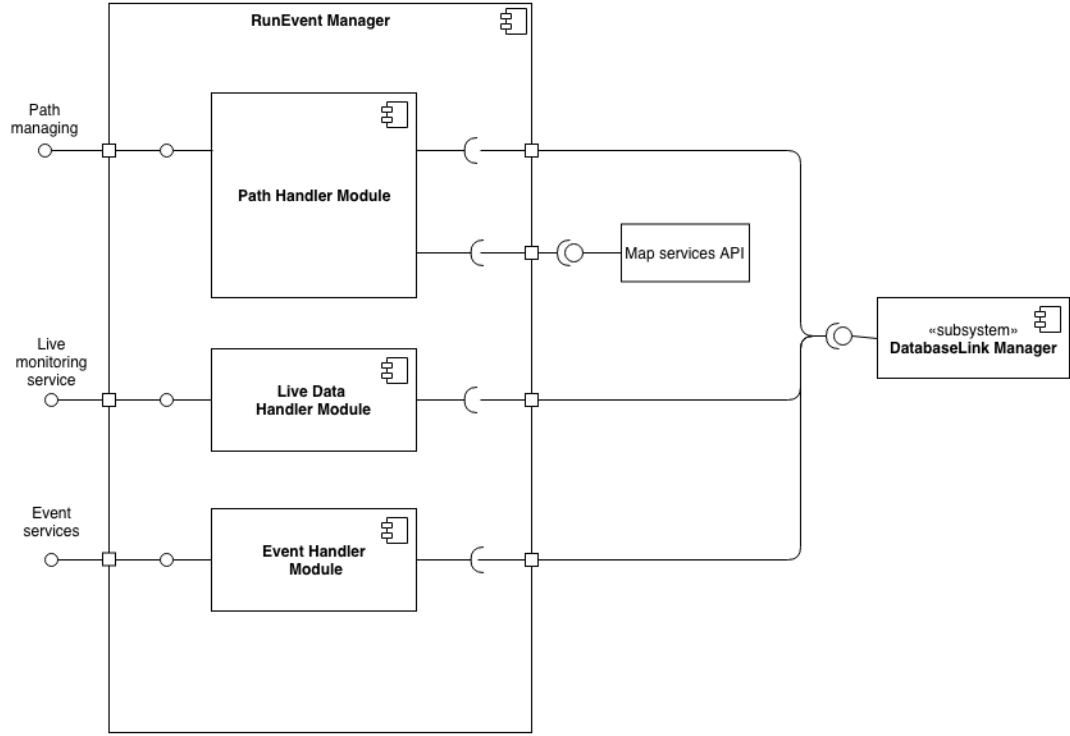 RunEvent Manager
Path
managing
Path Handler Module
Map services API
«subsystem»
DatabaseLink Manager
Live
monitoring
service
Live Data
Handler Module
Event
services
Event Handler
Module